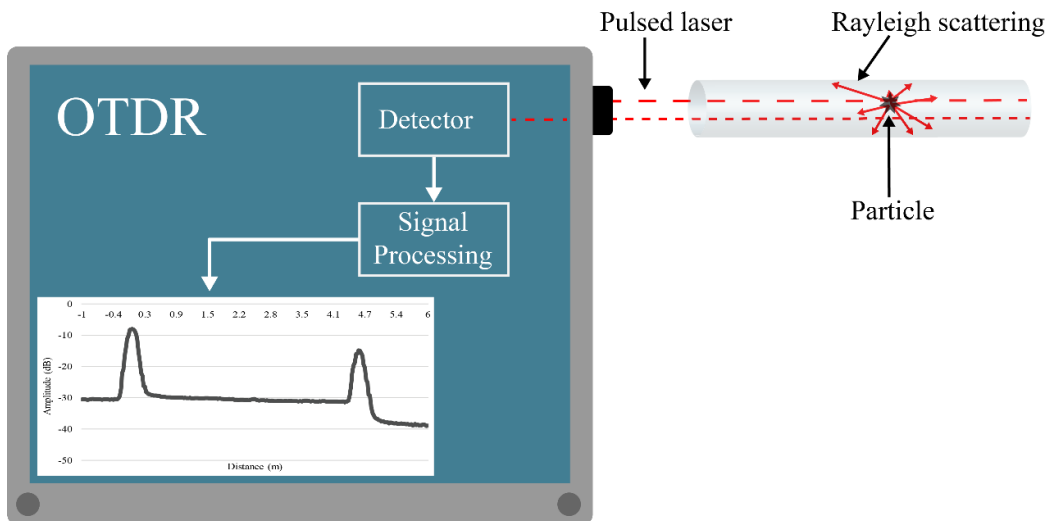 Pulsed laser
Rayleigh scattering
OTDR
Detector
Signal
Processing
Particle
0
-1 -0.4 0.3 0.9 1.5 2.2 2.8 3.5 4.1 4.7 5.4 6
-10
-20
-30
-40
-50
Amplitude (dB)
Distance (m)